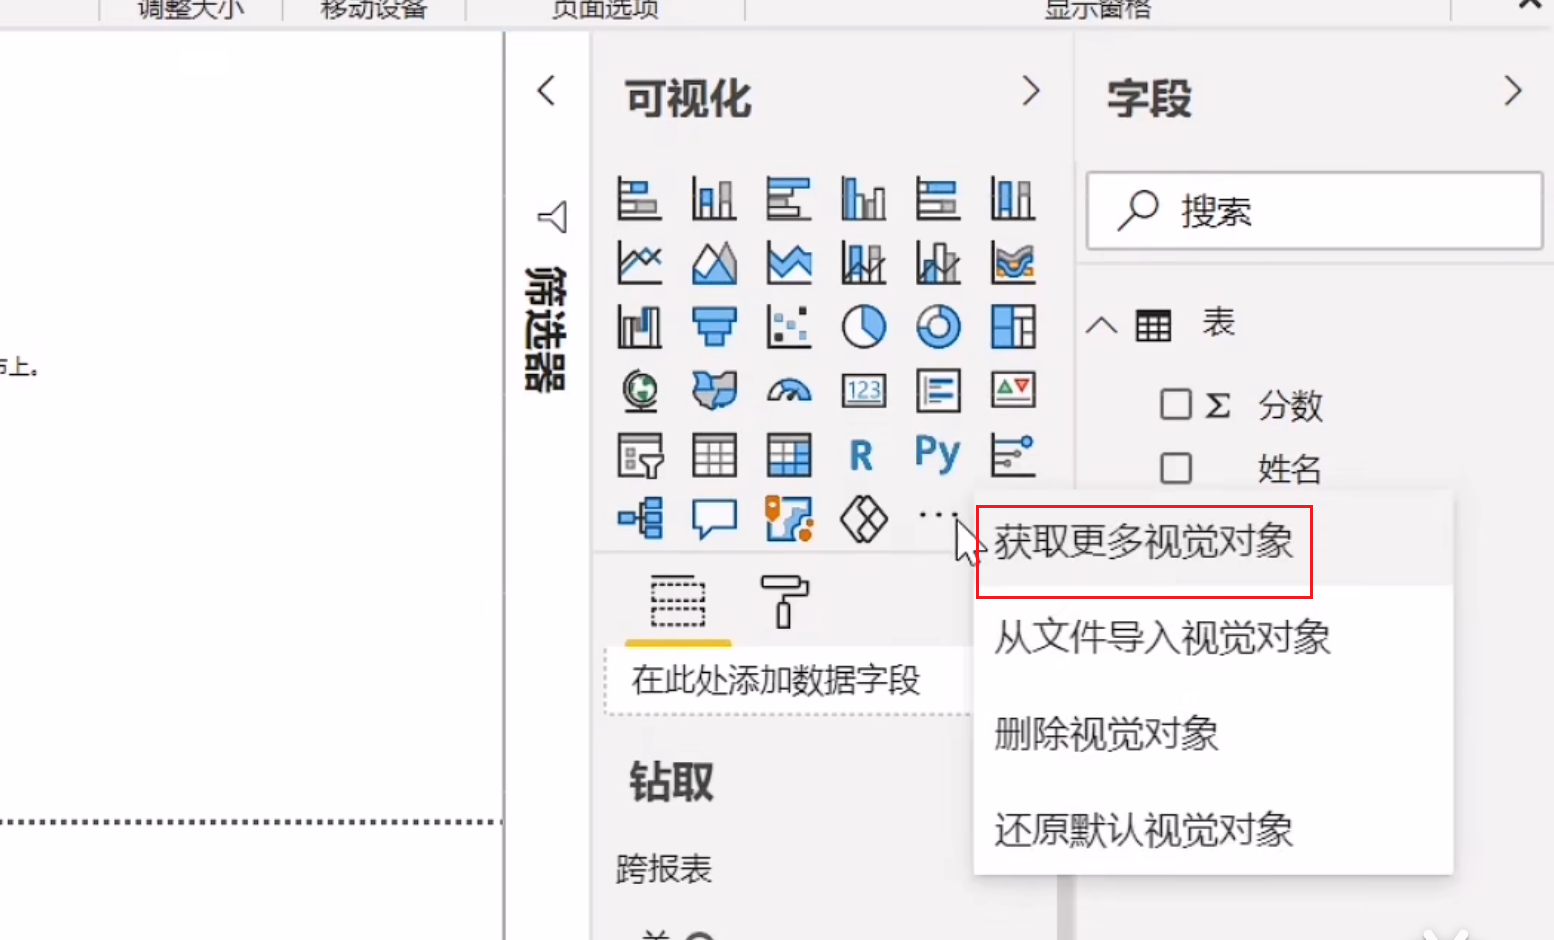 调整大小
移动设备
页面选项
显示窗格
可视化
字段
搜索
筛选器
表
市上。
Σ 分数
姓名
123
R
Py
...
获取更多视觉对象
从文件导入视觉对象
删除视觉对象
还原默认视觉对象
在此处添加数据字段
钻取
跨报表